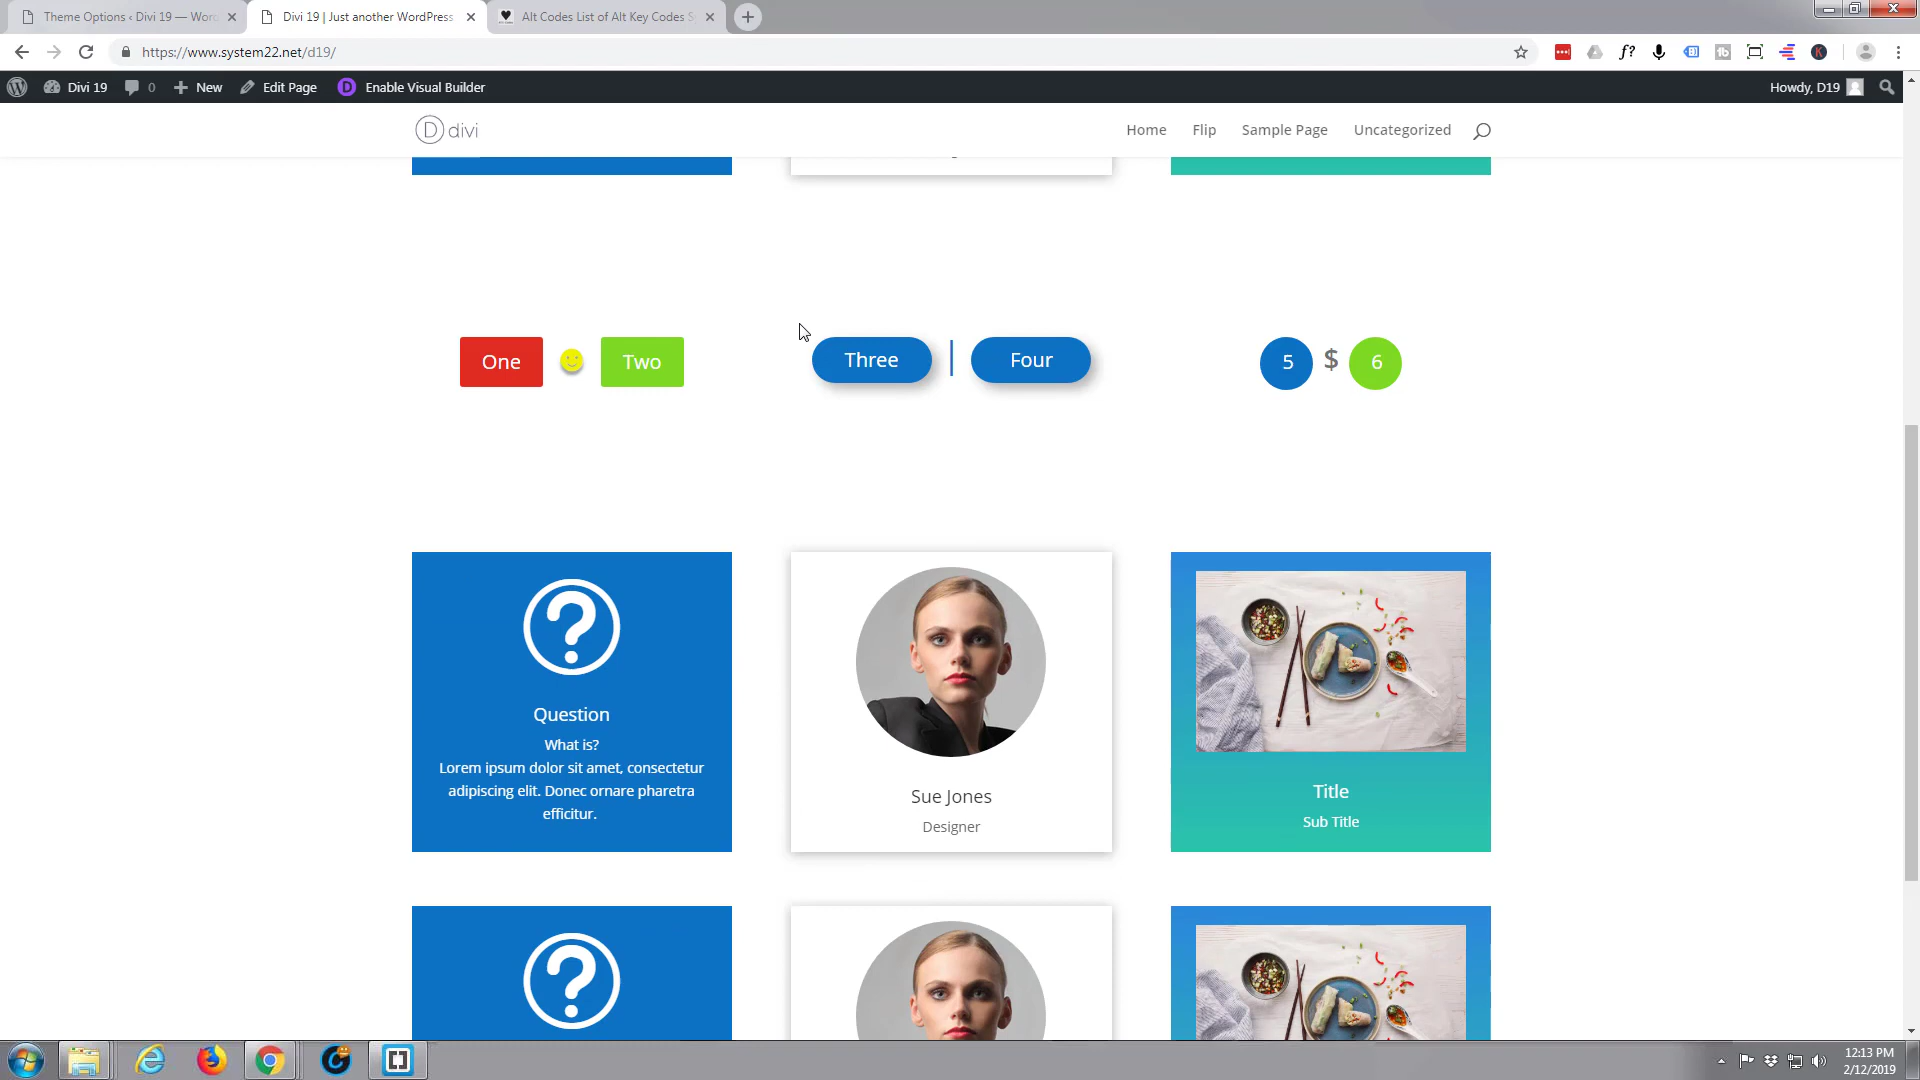 Theme Options ‹ Divi 19 — Wor
Divi 19 | Just another WordPress
Alt Codes List of Alt Key Codes S
https://www.system22.net/d19/
Divi 19
0
New
Edit Page
Enable Visual Builder
Howdy, D19
D divi
Home
Flip
Sample Page
Uncategorized
One
Two
Three
|
Four
5
$
6
Question
What is?
Lorem ipsum dolor sit amet, consectetur
adipiscing elit. Donec ornare pharetra
efficitur.
Sue Jones
Designer
Title
Sub Title
12:13 PM
2/12/2019